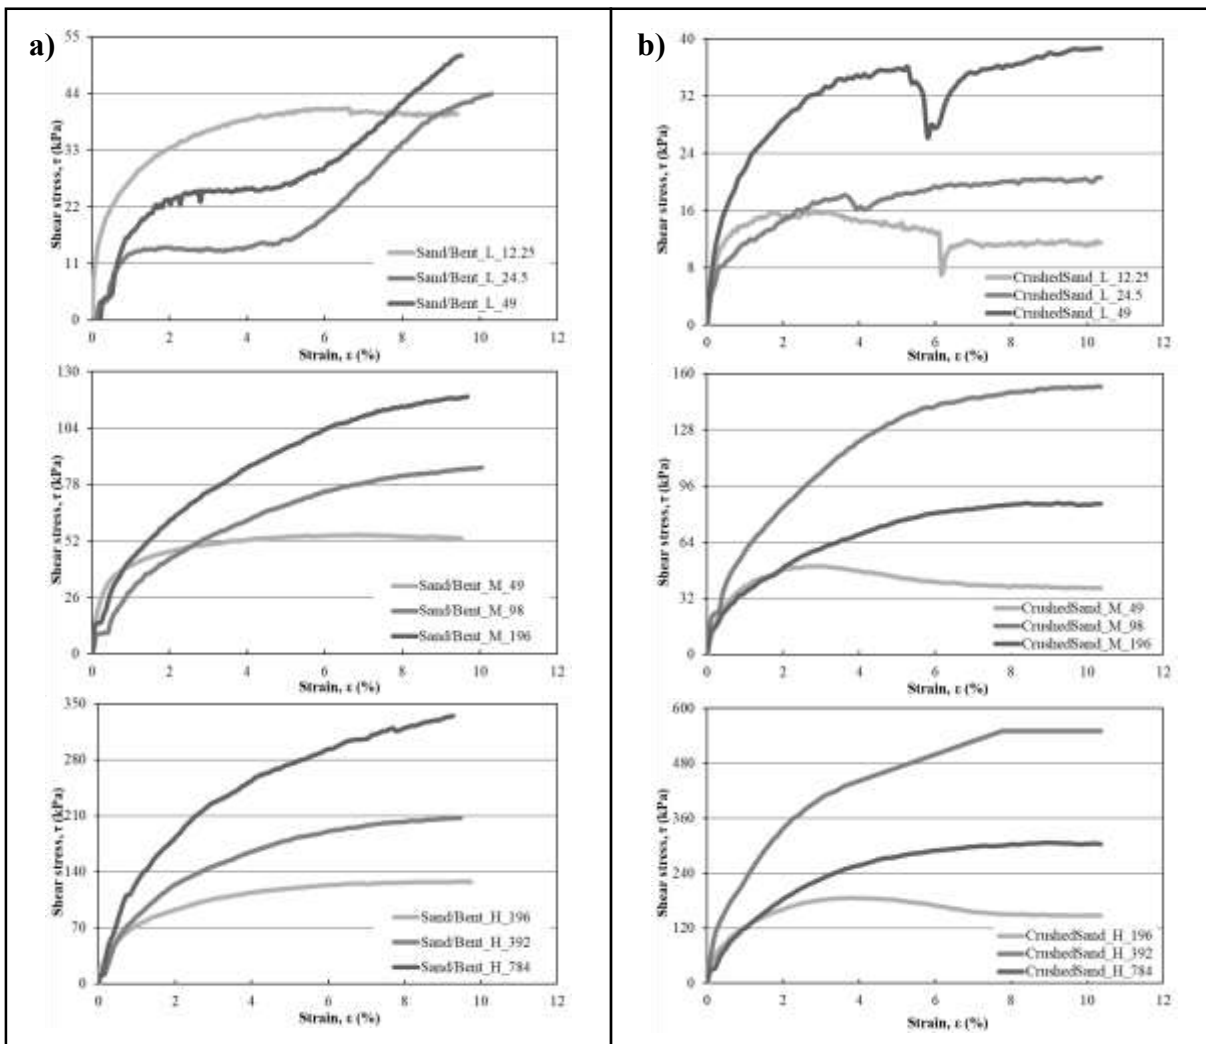 a)
55
44
33
22
11
0
Shear stress, τ (kPa)
Sand/Bent_L_12.25
Sand/Bent_L_24.5
Sand/Bent_L_49
0 2 4 6 8 10 12
Strain, ε (%)
130
104
78
52
26
0
Shear stress, τ (kPa)
Sand/Bent_M_49
Sand/Bent_M_98
Sand/Bent_M_196
0 2 4 6 8 10 12
Strain, ε (%)
350
280
210
140
70
0
Shear stress, τ (kPa)
Sand/Bent_H_196
Sand/Bent_H_392
Sand/Bent_H_784
0 2 4 6 8 10 12
Strain, ε (%)
b)
40
32
24
16
8
0
Shear stress, τ (kPa)
CrushedSand_L_12.25
CrushedSand_L_24.5
CrushedSand_L_49
0 2 4 6 8 10 12
Strain, ε (%)
160
128
96
64
32
0
Shear stress, τ (kPa)
CrushedSand_M_49
CrushedSand_M_98
CrushedSand_M_196
0 2 4 6 8 10 12
Strain, ε (%)
600
480
360
240
120
0
Shear stress, τ (kPa)
CrushedSand_H_196
CrushedSand_H_392
CrushedSand_H_784
0 2 4 6 8 10 12
Strain, ε (%)